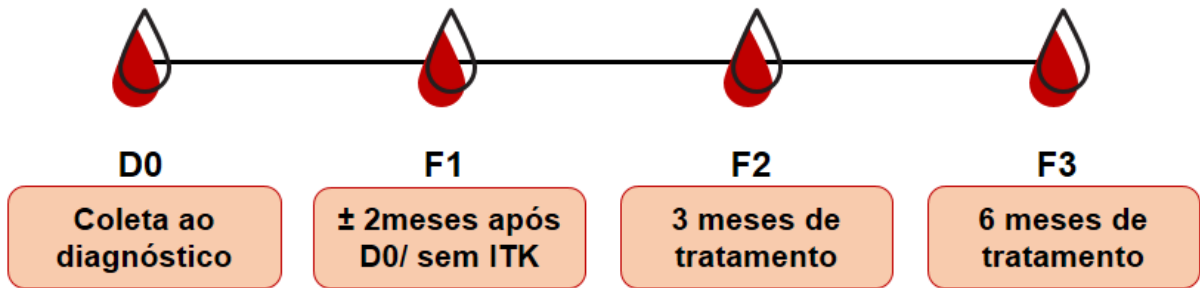 D0
F1
F2
F3
Coleta ao
diagnóstico
± 2meses após
D0/ sem ITK
3 meses de
tratamento
6 meses de
tratamento